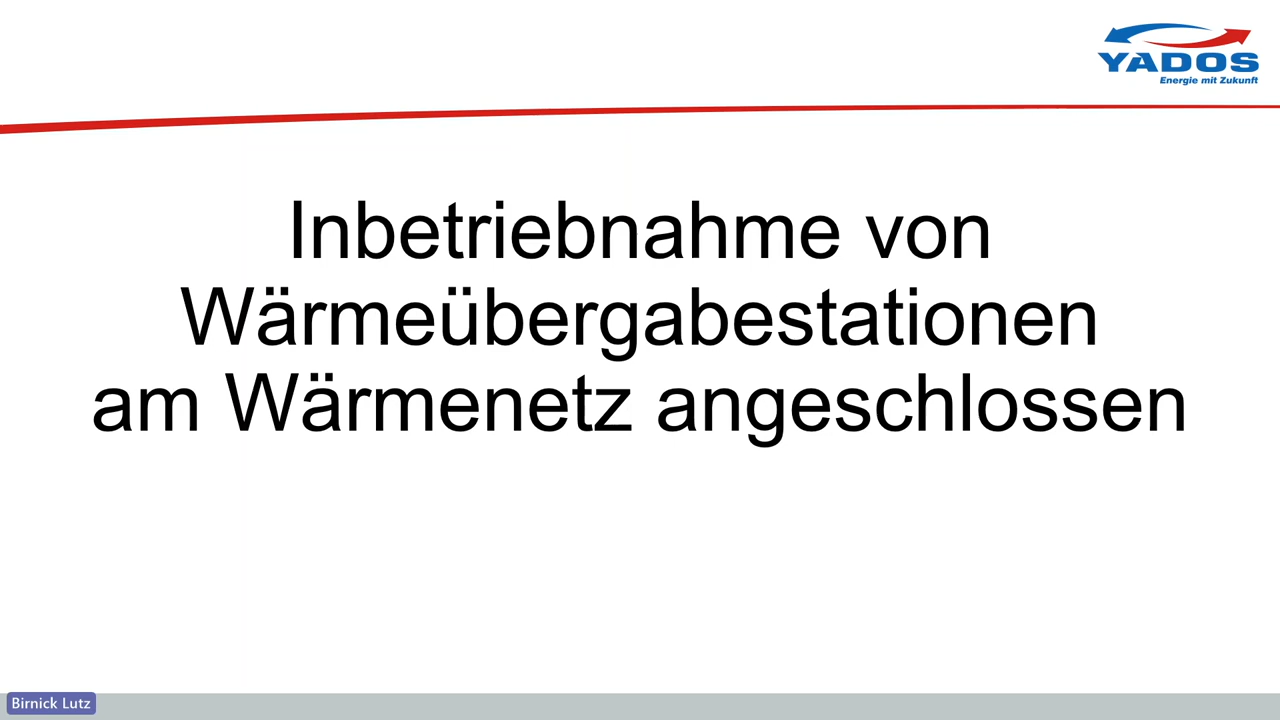 YADOS
Energie mit Zukunft
Inbetriebnahme von
Wärmeübergabestationen
am Wärmenetz angeschlossen
Birnick Lutz